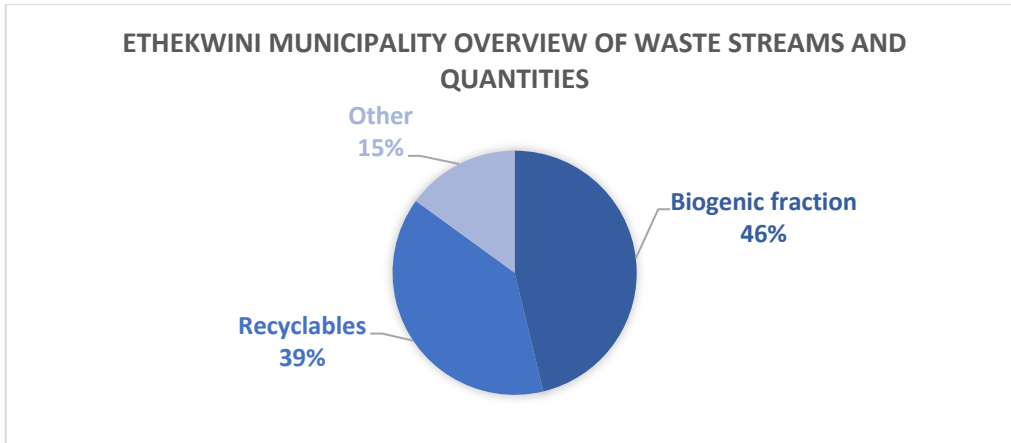 ETHEKWINI MUNICIPALITY OVERVIEW OF WASTE STREAMS AND
QUANTITIES
Other
15%
Biogenic fraction
46%
Recyclables
39%